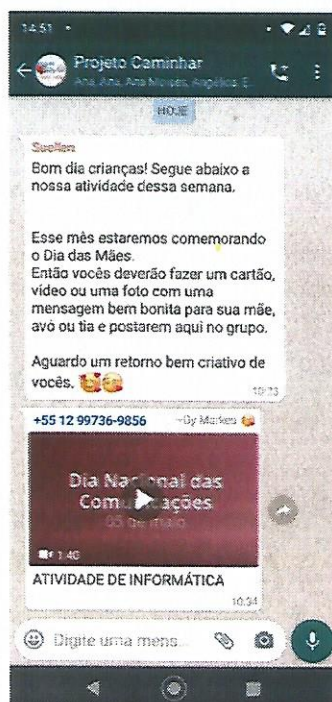 14:51
Projeto Caminhar
Ana, Ana, Ana Moises, Angélica, E...
HOJE
Suellen
Bom dia crianças! Segue abaixo a
nossa atividade dessa semana.
Esse mês estaremos comemorando
o Dia das Mães.
Então vocês deverão fazer um cartão,
vídeo ou uma foto com uma
mensagem bem bonita para sua mãe,
avó ou tia e postarem aqui no grupo.
Aguardo um retorno bem criativo de
vocês.
+55 12 99736-9856
Dia Nacional das
Comunicações
05 de maio
1:40
ATIVIDADE DE INFORMÁTICA
10:34
Digite uma mens...